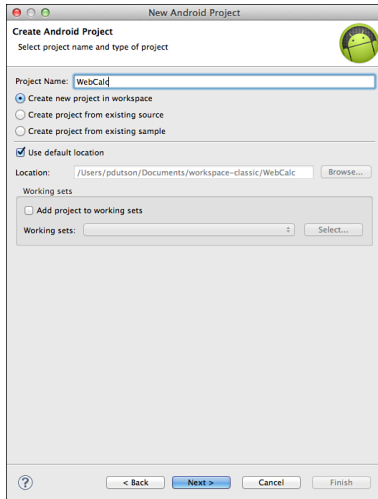 New Android Project
Create Android Project
Select project name and type of project
Project Name: WebCalc
Create new project in workspace
Create project from existing source
Create project from existing sample
Use default location
Location: /Users/pdutson/Documents/workspace-classic/WebCalc Browse...
Working sets
Add project to working sets
Working sets: Select...
? < Back Next > Cancel Finish